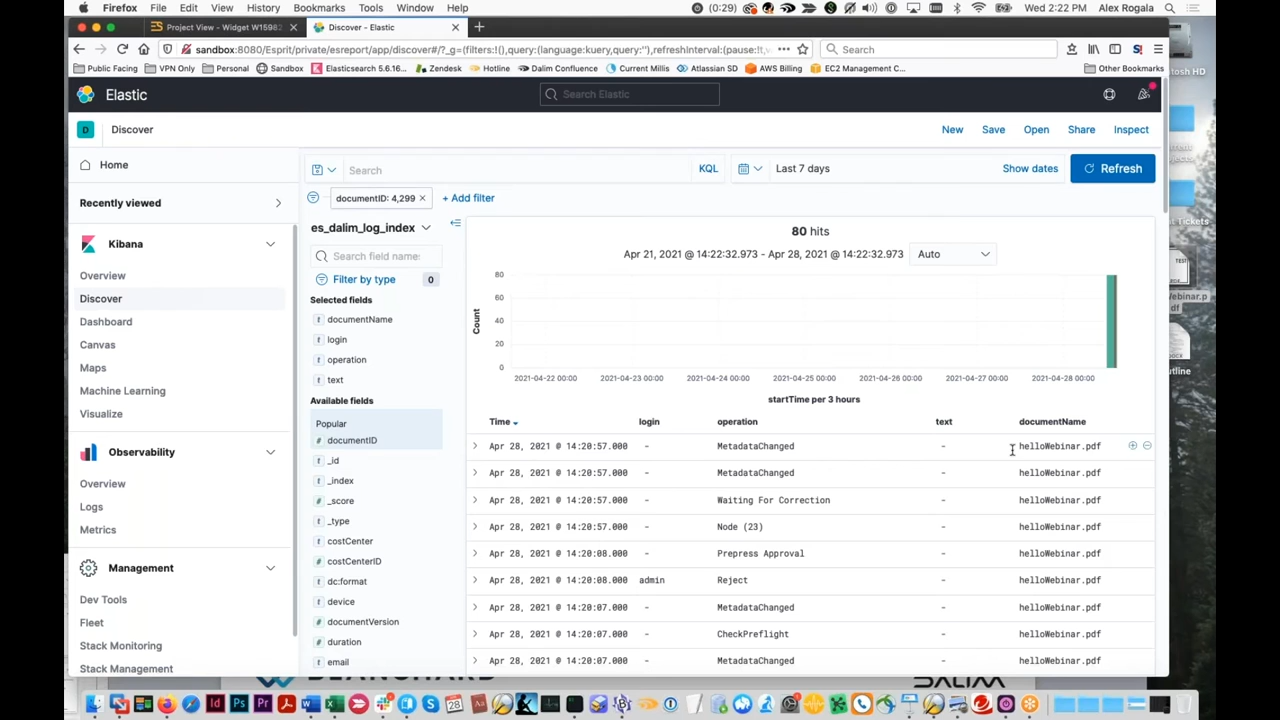 Firefox File Edit View History Bookmarks Tools Window Help (0:29) Wed 2:22 PM Alex Rogala
Project View - Widget W15982 Discover - Elastic
sandbox:8080/Esprit/private/esreport/app/discover#/?_g=(filters:!(),query:(language:kuery,query:''),refreshInterval:(pause:!t,v Search
Public Facing VPN Only Personal Sandbox Elasticsearch 5.6.16... Zendesk Hotline Dalim Confluence Current Millis Atlassian SD AWS Billing EC2 Management C... Other Bookmarks
Elastic Search Elastic
D Discover New Save Open Share Inspect
Home
Search KQL Last 7 days Show dates Refresh
documentID: 4,299 + Add filter
Recently viewed
Kibana
Overview
Discover
Dashboard
Canvas
Maps
Machine Learning
Visualize
Observability
Overview
Logs
Metrics
Management
Dev Tools
Fleet
Stack Monitoring
Stack Management
es_dalim_log_index
Search field name:
Filter by type 0
Selected fields
t documentName
t login
t operation
t text
Available fields
Popular
# documentID
t _id
t _index
# _score
t _type
t costCenter
# costCenterID
t dc:format
t device
# documentVersion
# duration
t email
80 hits
Apr 21, 2021 @ 14:22:32.973 - Apr 28, 2021 @ 14:22:32.973 Auto
Count
80
60
40
20
0
2021-04-22 00:00 2021-04-23 00:00 2021-04-24 00:00 2021-04-25 00:00 2021-04-26 00:00 2021-04-27 00:00 2021-04-28 00:00
startTime per 3 hours
Time login operation text documentName
Apr 28, 2021 @ 14:20:57.000 - MetadataChanged - helloWebinar.pdf
Apr 28, 2021 @ 14:20:57.000 - MetadataChanged - helloWebinar.pdf
Apr 28, 2021 @ 14:20:57.000 - Waiting For Correction - helloWebinar.pdf
Apr 28, 2021 @ 14:20:57.000 - Node (23) - helloWebinar.pdf
Apr 28, 2021 @ 14:20:08.000 - Prepress Approval - helloWebinar.pdf
Apr 28, 2021 @ 14:20:08.000 admin Reject - helloWebinar.pdf
Apr 28, 2021 @ 14:20:07.000 - MetadataChanged - helloWebinar.pdf
Apr 28, 2021 @ 14:20:07.000 - CheckPreflight - helloWebinar.pdf
Apr 28, 2021 @ 14:20:07.000 - MetadataChanged - helloWebinar.pdf